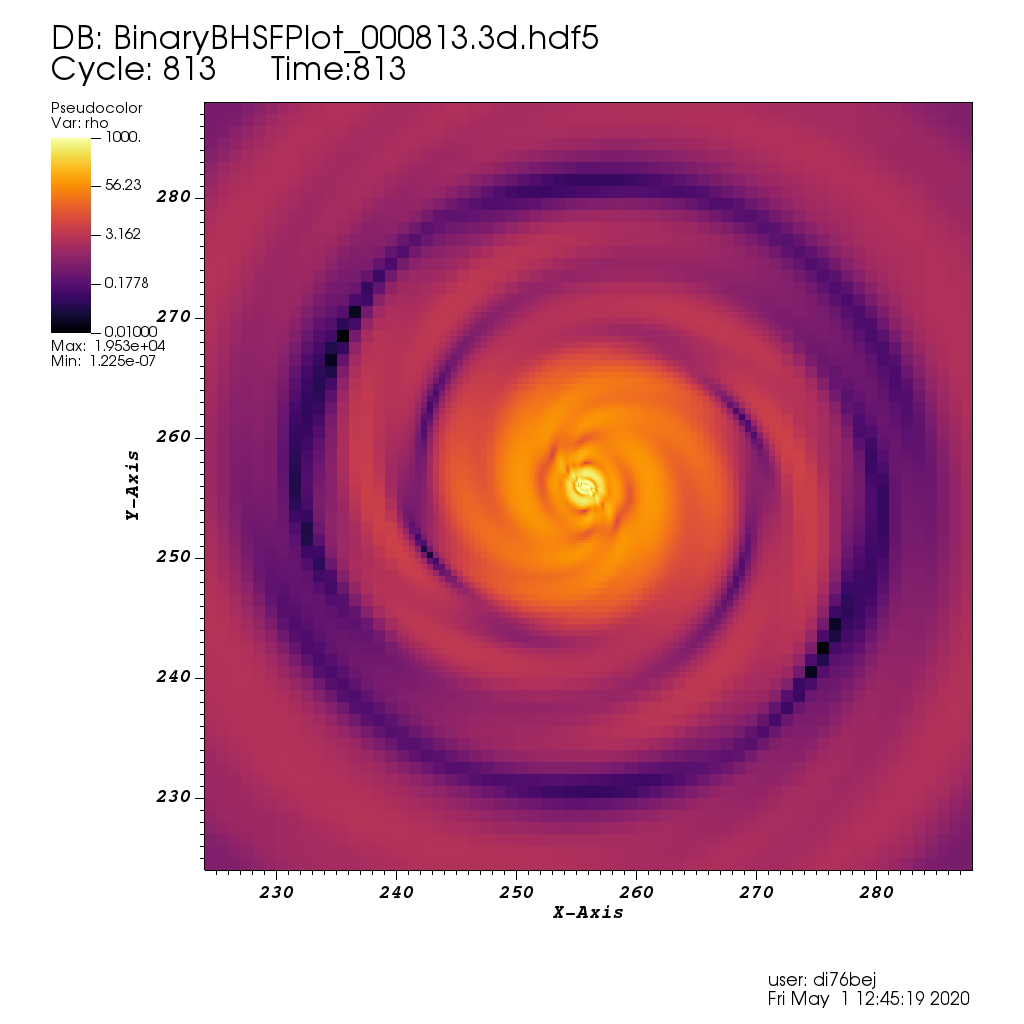 DB: BinaryBHSFPlot_000813.3d.hdf5
Cycle: 813 Time:813
Pseudocolor
Var: rho
1000.
56.23
3.162
0.1778
0.01000
Max: 1.953e+04
Min: 1.225e-07
280
270
260
250
240
230
Y-Axis
230 240 250 260 270 280
X-Axis
user: di76bej
Fri May 1 12:45:19 2020